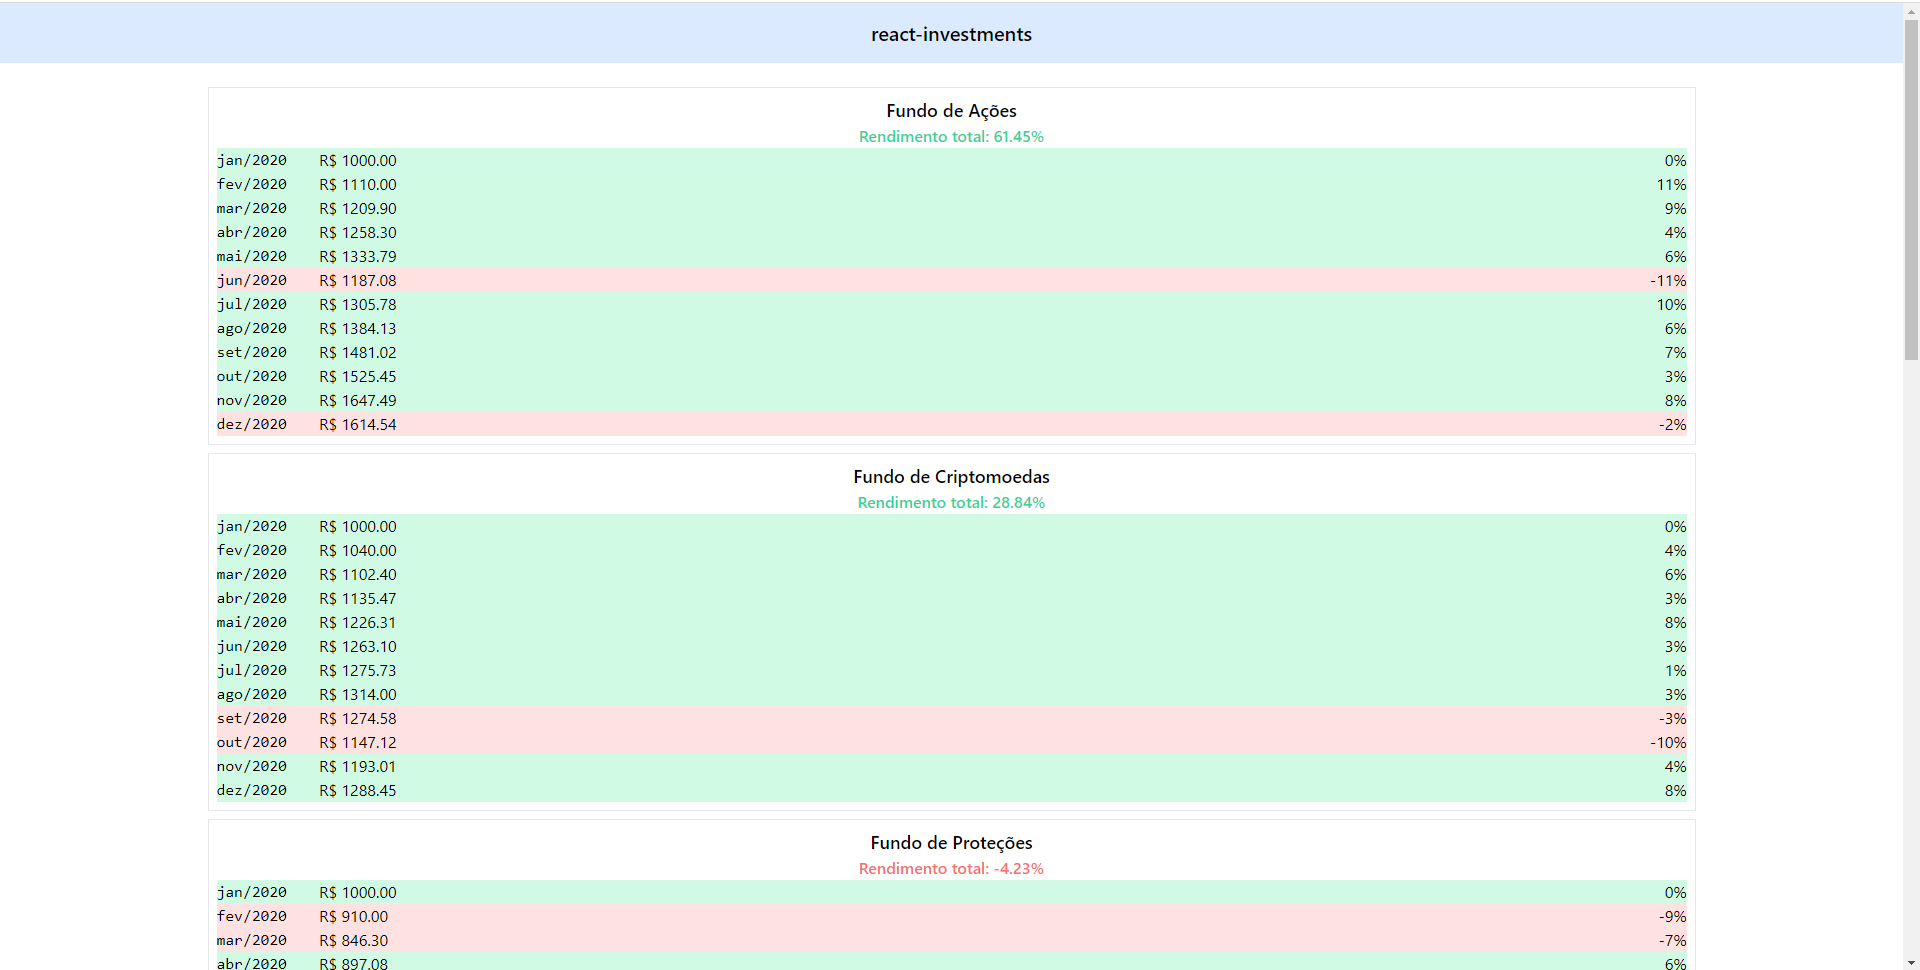 react-investments
Fundo de Ações
Rendimento total: 61.45%
jan/2020 R$ 1000.00 0%
fev/2020 R$ 1110.00 11%
mar/2020 R$ 1209.90 9%
abr/2020 R$ 1258.30 4%
mai/2020 R$ 1333.79 6%
jun/2020 R$ 1187.08 -11%
jul/2020 R$ 1305.78 10%
ago/2020 R$ 1384.13 6%
set/2020 R$ 1481.02 7%
out/2020 R$ 1525.45 3%
nov/2020 R$ 1647.49 8%
dez/2020 R$ 1614.54 -2%
Fundo de Criptomoedas
Rendimento total: 28.84%
jan/2020 R$ 1000.00 0%
fev/2020 R$ 1040.00 4%
mar/2020 R$ 1102.40 6%
abr/2020 R$ 1135.47 3%
mai/2020 R$ 1226.31 8%
jun/2020 R$ 1263.10 3%
jul/2020 R$ 1275.73 1%
ago/2020 R$ 1314.00 3%
set/2020 R$ 1274.58 -3%
out/2020 R$ 1147.12 -10%
nov/2020 R$ 1193.01 4%
dez/2020 R$ 1288.45 8%
Fundo de Proteções
Rendimento total: -4.23%
jan/2020 R$ 1000.00 0%
fev/2020 R$ 910.00 -9%
mar/2020 R$ 846.30 -7%
abr/2020 R$ 897.08 6%